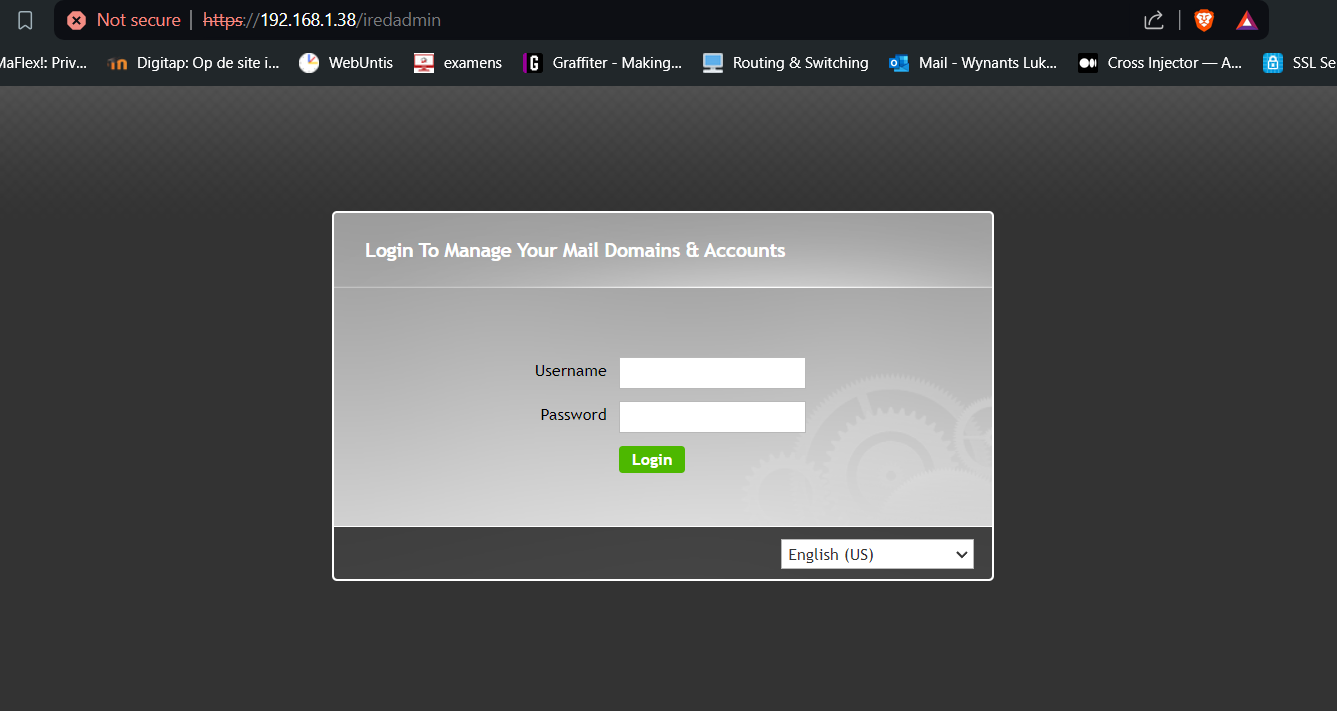 Not secure | https://192.168.1.38/iredadmin
MaFlex!: Priv... Digitap: Op de site i... WebUntis examens Graffiter - Making... Routing & Switching Mail - Wynants Luk... Cross Injector — A... SSL Se
Login To Manage Your Mail Domains & Accounts
Username
Password
Login
English (US)